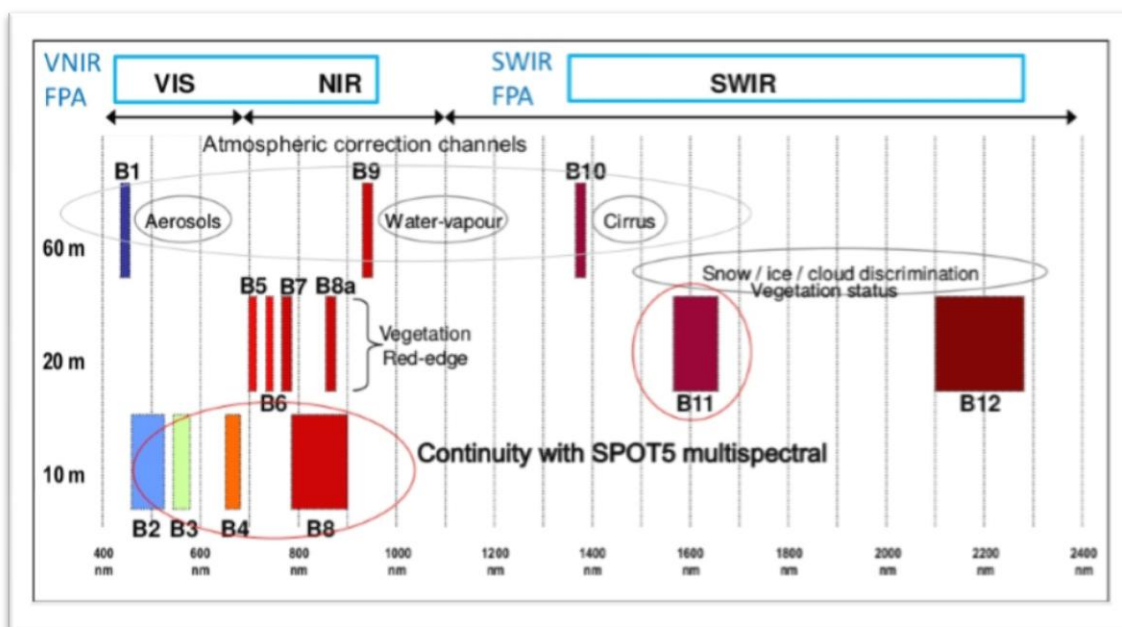 VNIR
FPA
VIS
NIR
SWIR
FPA
SWIR
Atmospheric correction channels
B1
B9
B10
Aerosols
Water-vapour
Cirrus
60 m
Snow / ice / cloud discrimination
Vegetation status
B5
B7
B8a
Vegetation
Red-edge
20 m
B6
B11
B12
Continuity with SPOT5 multispectral
10 m
B2
B3
B4
B8
400
nm
600
nm
800
nm
1000
nm
1200
nm
1400
nm
1600
nm
1800
nm
2000
nm
2200
nm
2400
nm